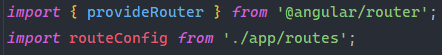 import { provideRouter } from '@angular/router';
import routeConfig from './app/routes';